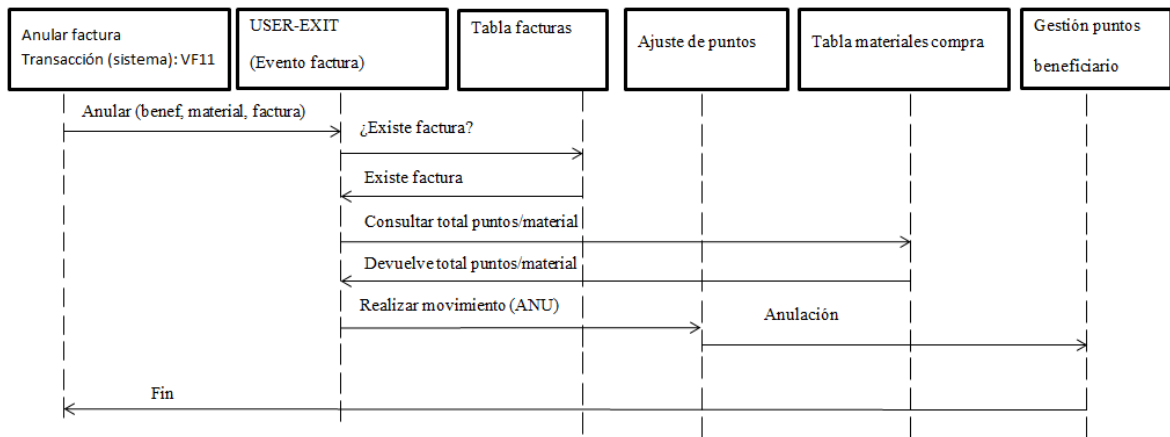 Anular factura
Transacción (sistema): VF11
USER-EXIT
(Evento factura)
Tabla facturas
Ajuste de puntos
Tabla materiales compra
Gestión puntos
beneficiario
Anular (benef, material, factura)
¿Existe factura?
Existe factura
Consultar total puntos/material
Devuelve total puntos/material
Realizar movimiento (ANU)
Anulación
Fin